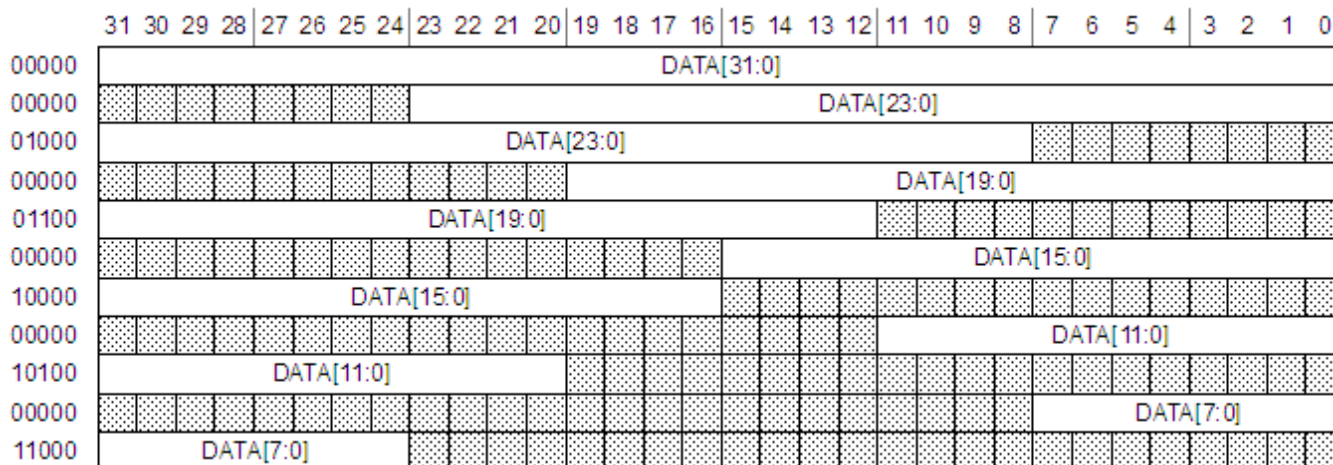 31 30 29 28 27 26 25 24 23 22 21 20 19 18 17 16 15 14 13 12 11 10 9 8 7 6 5 4 3 2 1 0
00000 DATA[31:0]
00000 DATA[23:0]
01000 DATA[23:0]
00000 DATA[19:0]
01100 DATA[19:0]
00000 DATA[15:0]
10000 DATA[15:0]
00000 DATA[11:0]
10100 DATA[11:0]
00000 DATA[7:0]
11000 DATA[7:0]